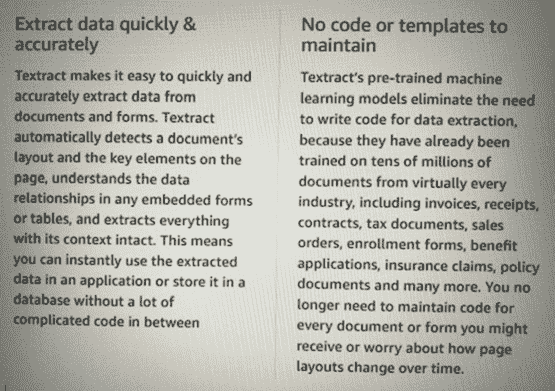 Extract data quickly &
accurately
Textract makes it easy to quickly and
accurately extract data from
documents and forms. Textract
automatically detects a document's
layout and the key elements on the
page, understands the data
relationships in any embedded forms
or tables, and extracts everything
with its context intact. This means
you can instantly use the extracted
data in an application or store it in a
database without a lot of
complicated code in between
No code or templates to
maintain
Textract's pre-trained machine
learning models eliminate the need
to write code for data extraction,
because they have already been
trained on tens of millions of
documents from virtually every
industry, including invoices, receipts,
contracts, tax documents, sales
orders, enrollment forms, benefit
applications, insurance claims, policy
documents and many more. You no
longer need to maintain code for
every document or form you might
receive or worry about how page
layouts change over time.